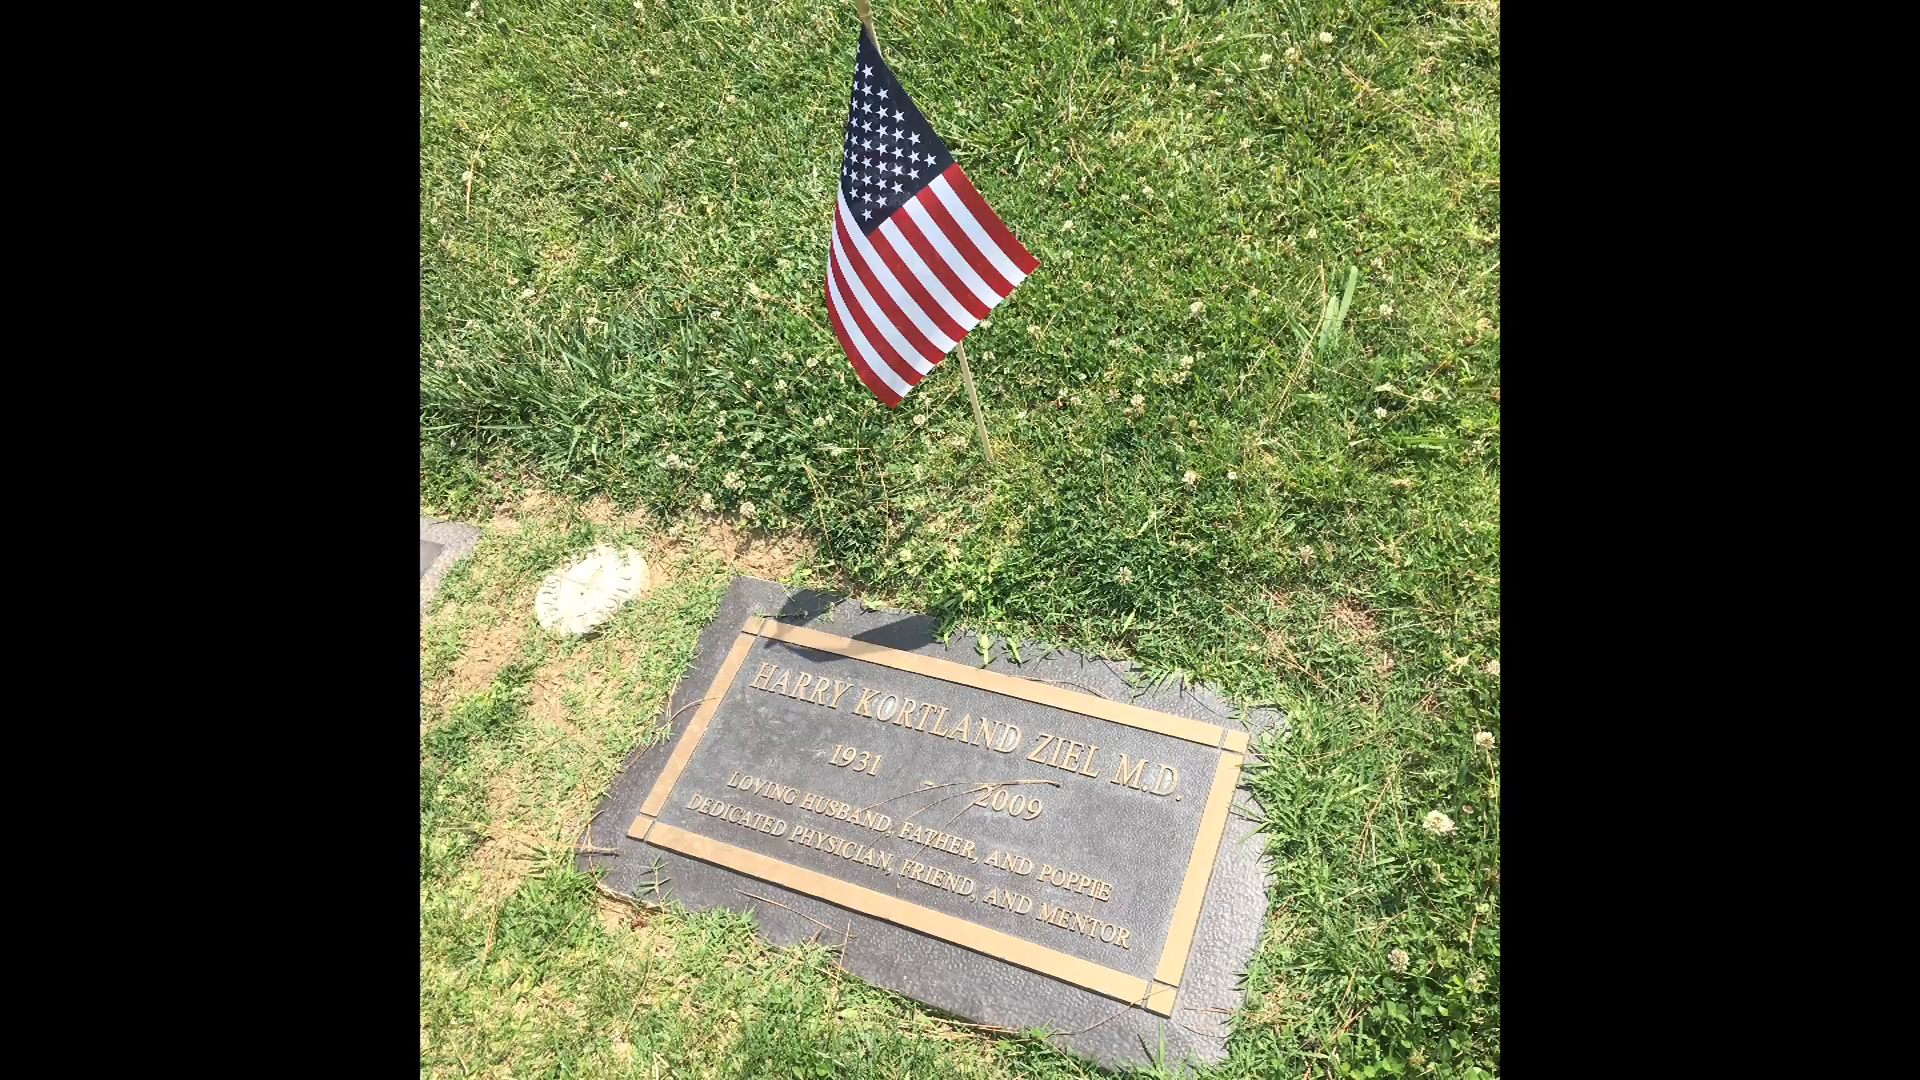 HARRY KORTLAND ZIEL M.D.
1931 - 2009
LOVING HUSBAND, FATHER, AND POPPIE
DEDICATED PHYSICIAN, FRIEND, AND MENTOR